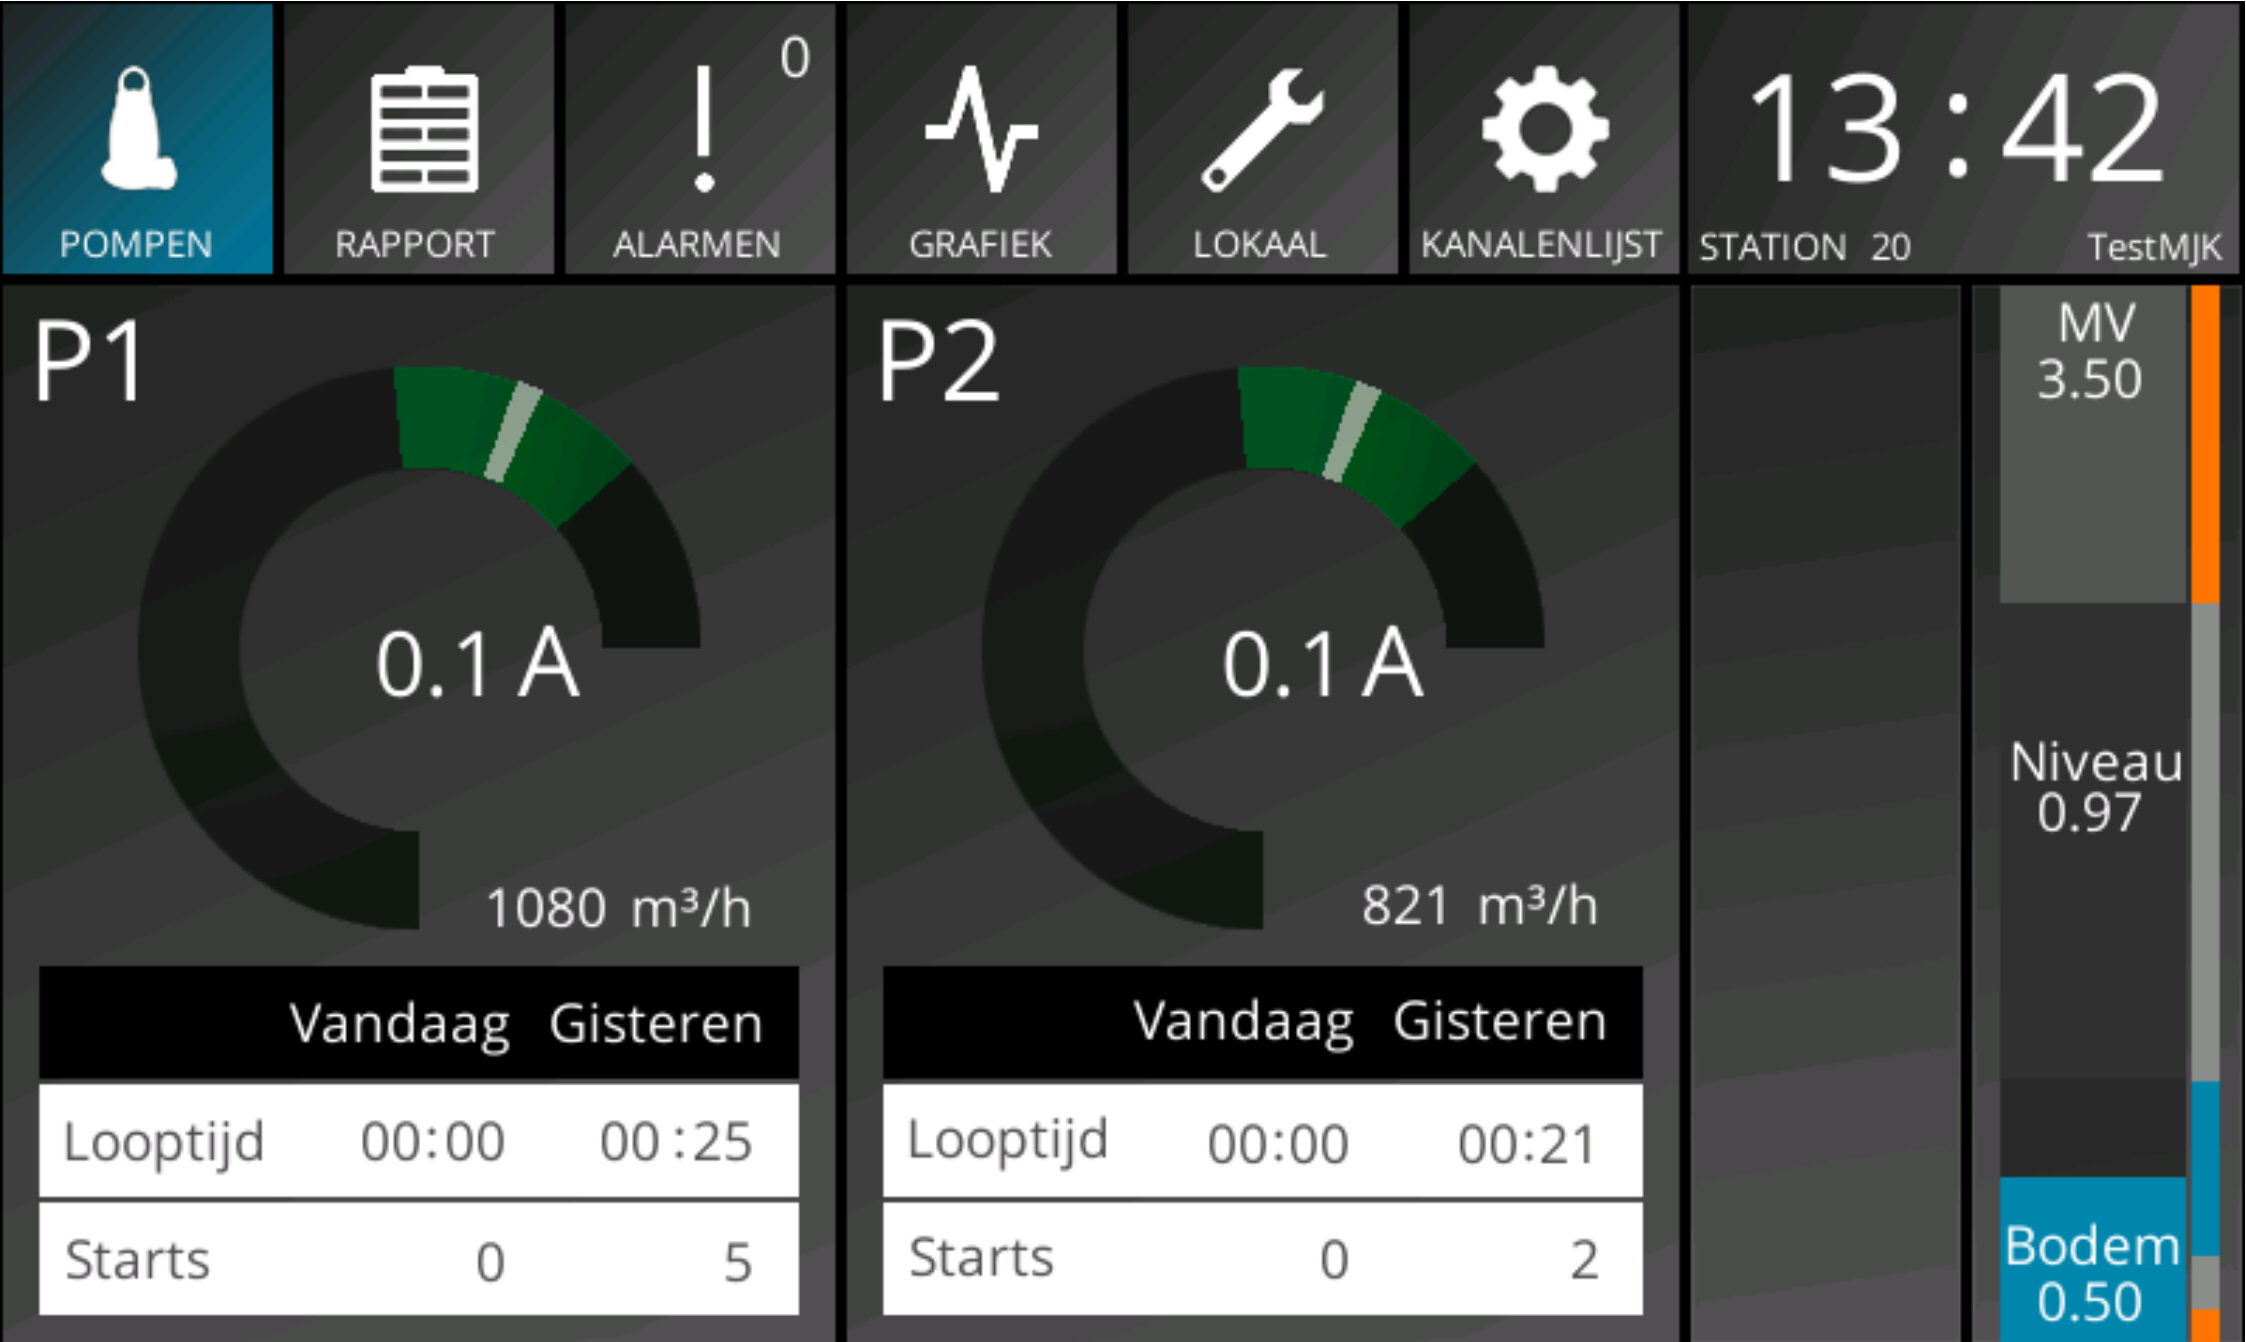 0
13:42
POMPEN
RAPPORT
ALARMEN
GRAFIEK
LOKAAL
KANALENLIJST
STATION 20 TestMJK
P1
0.1 A
1080 m³/h
Vandaag Gisteren
Looptijd 00:00 00:25
Starts 0 5
P2
0.1 A
821 m³/h
Vandaag Gisteren
Looptijd 00:00 00:21
Starts 0 2
MV
3.50
Niveau
0.97
Bodem
0.50